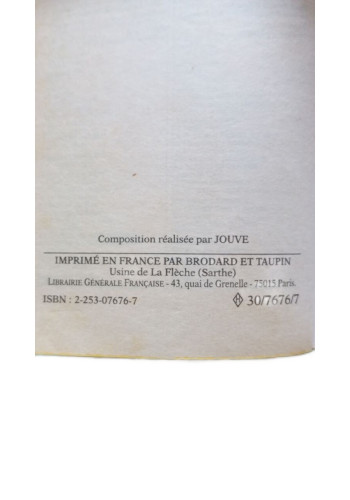 Composition réalisée par JOUVE
IMPRIMÉ EN FRANCE PAR BRODARD ET TAUPIN
Usine de La Flèche (Sarthe)
LIBRAIRIE GÉNÉRALE FRANÇAISE - 43, quai de Grenelle - 75015 Paris.
ISBN : 2-253-07676-7 30/7676/7